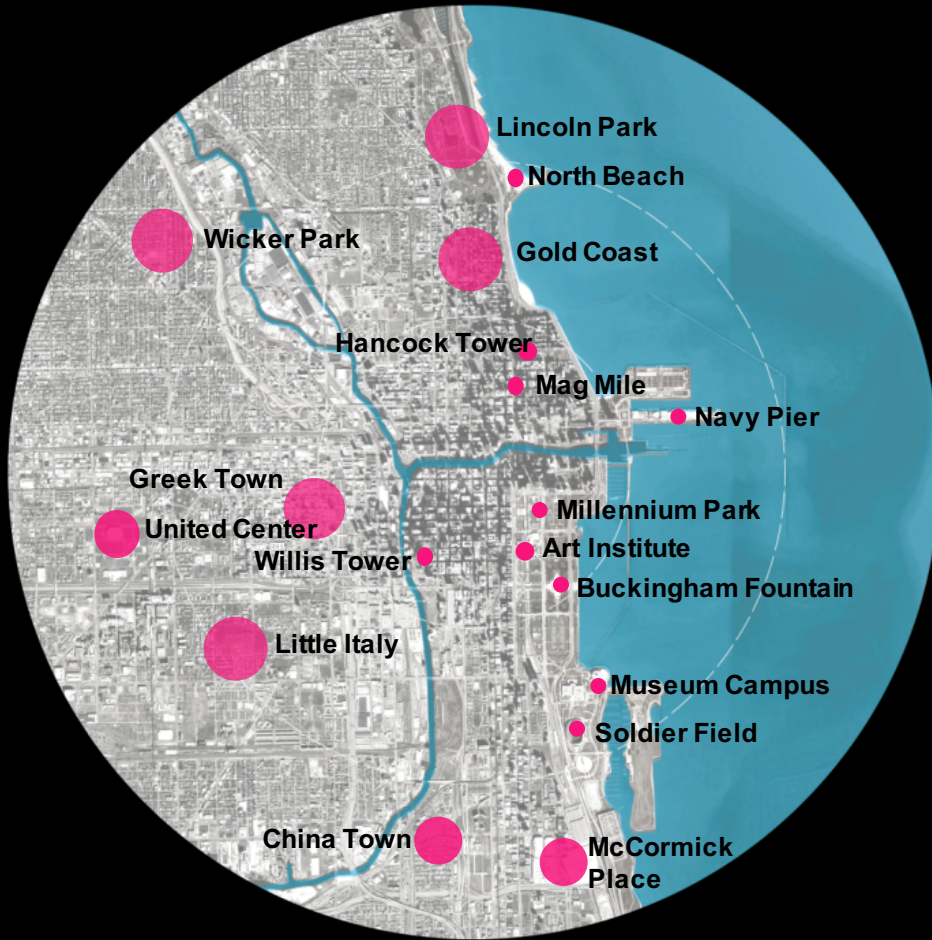 Lincoln Park
North Beach
Wicker Park
Gold Coast
Hancock Tower
Mag Mile
Navy Pier
Greek Town
Millennium Park
United Center
Art Institute
Willis Tower
Buckingham Fountain
Little Italy
Museum Campus
Soldier Field
China Town
McCormick
Place